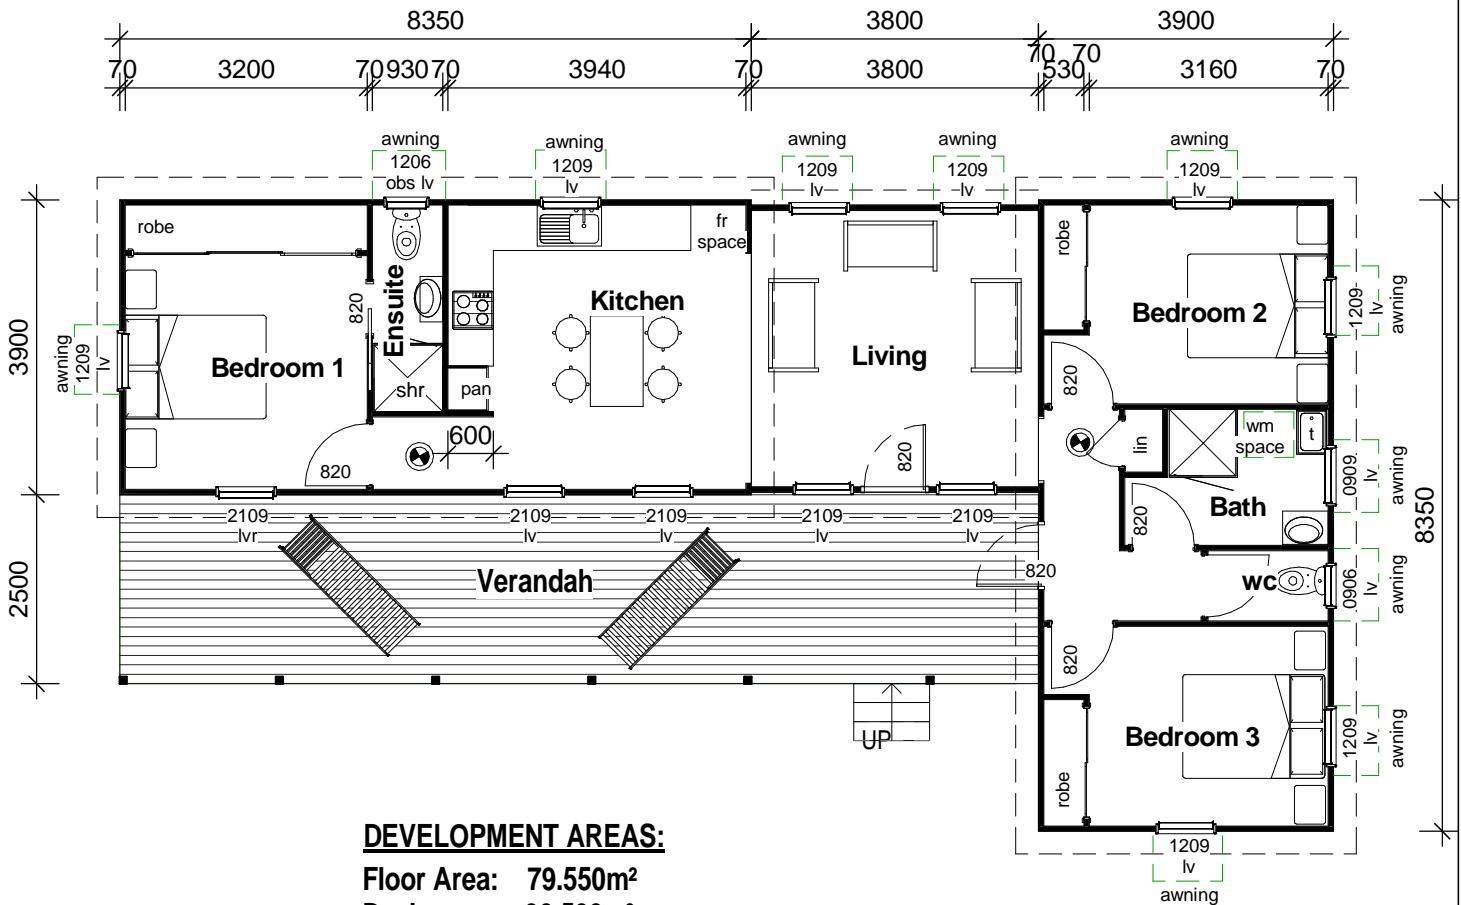 8350 3800 3900
70 3200 70 930 70 3940 70 3800 70 530 70 3160 70
awning awning awning awning awning
1206 obs lv
1209 lv
1209 lv
1209 lv
1209 lv
robe
fr space
robe
Ensuite
820
Kitchen
Bedroom 2
1209 lv awning
3900
awning 1209 lv
Bedroom 1
Living
shr
pan
820
600
820
820
lin
wm space
t
0909 lv awning
Bath
8350
2109 lvr
2109 lv
2109 lv
2109 lv
2109 lv
820
2500
Verandah
820
wc
0906 lv awning
820
UP
Bedroom 3
1209 lv awning
robe
1209
lv
awning
DEVELOPMENT AREAS:
Floor Area: 79.550m²